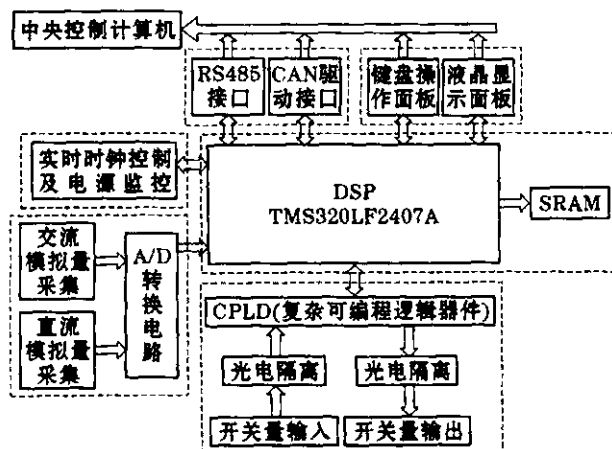 中央控制计算机
RS485
接口
CAN驱
动接口
键盘操
作面板
液晶显
示面板
实时时钟控制
及电源监控
DSP
TMS320LF2407A
SRAM
交流
模拟量
采集
A/D
转换电路
直流
模拟量
采集
CPLD(复杂可编程逻辑器件)
光电隔离
光电隔离
开关量输入
开关量输出